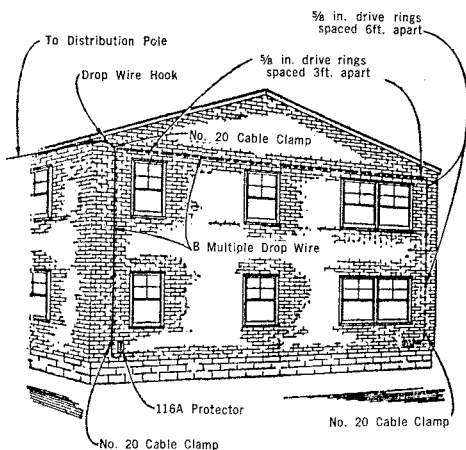 5/8 in. drive rings
spaced 6ft. apart
To Distribution Pole
5/8 in. drive rings
spaced 3ft. apart
Drop Wire Hook
No. 20 Cable Clamp
B Multiple Drop Wire
116A Protector
No. 20 Cable Clamp
No. 20 Cable Clamp